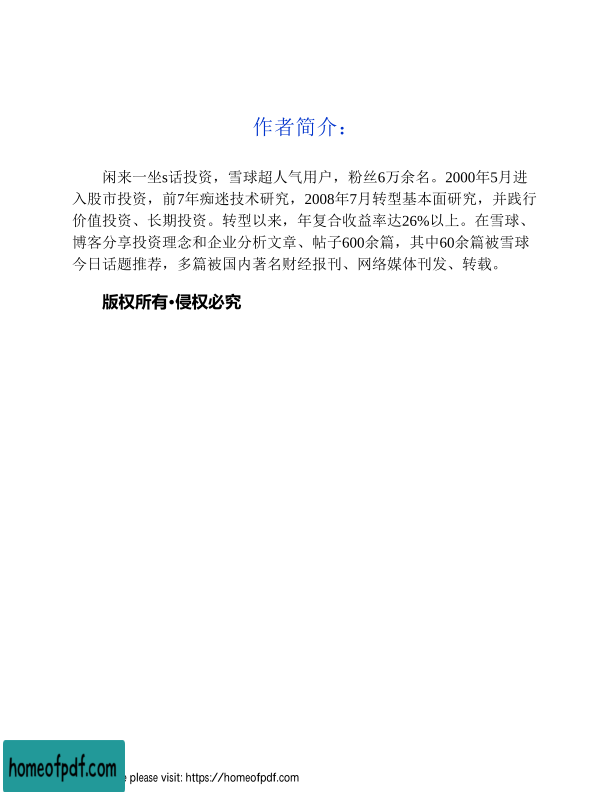 作者简介：
闲来一坐s话投资，雪球超人气用户，粉丝6万余名。2000年5月进
入股市投资，前7年痴迷技术研究，2008年7月转型基本面研究，并践行
价值投资、长期投资。转型以来，年复合收益率达26%以上。在雪球、
博客分享投资理念和企业分析文章、帖子600余篇，其中60余篇被雪球
今日话题推荐，多篇被国内著名财经报刊、网络媒体刊发、转载。
版权所有•侵权必究
homeofpdf.com
please visit: https://homeofpdf.com